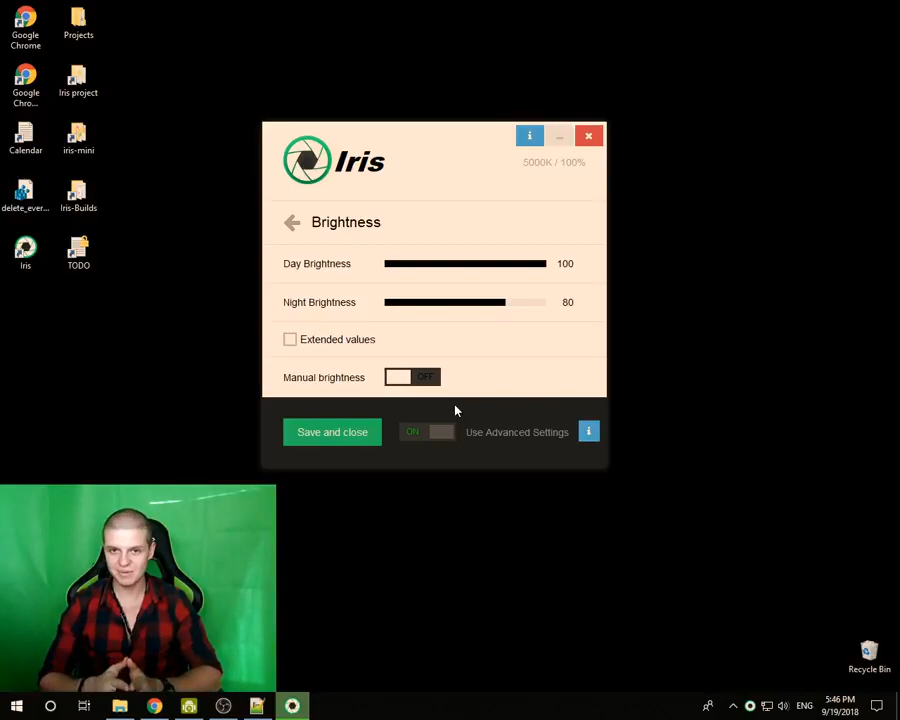 Google Chrome
Projects
Google Chro...
Iris project
Calendar
iris-mini
delete_ever...
Iris-Builds
Iris
TODO
Iris
5000K / 100%
Brightness
Day Brightness 100
Night Brightness 80
Extended values
Manual brightness OFF
Save and close ON Use Advanced Settings
Recycle Bin
ENG
5:46 PM
9/19/2018